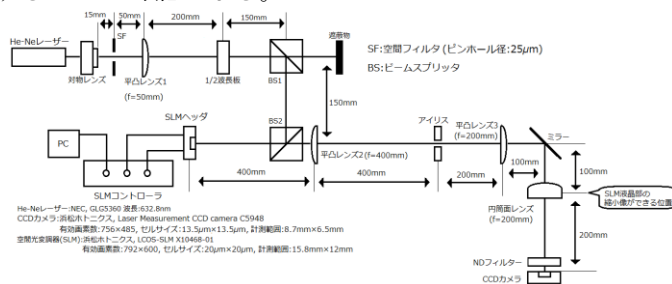 15mm
50mm
200mm
150mm
SF
遮蔽物
He-Neレーザー
対物レンズ
平凸レンズ1
(f=50mm)
1/2波長板
BS1
SF:空間フィルタ (ピンホール径:25μm)
BS:ビームスプリッタ
150mm
SLMヘッダ
BS2
アイリス
平凸レンズ3
(f=200mm)
ミラー
PC
平凸レンズ2(f=400mm)
400mm
400mm
200mm
100mm
100mm
SLMコントローラ
円筒面レンズ
(f=200mm)
SLM液晶部の
縮小像ができる位置
200mm
NDフィルター
CCDカメラ
He-Neレーザー:NEC, GLG5360 波長:632.8nm
CCDカメラ:浜松ホトニクス, Laser Measurement CCD camera C5948
有効画素数:756×485, セルサイズ:13.5μm×13.5μm, 計測範囲:8.7mm×6.5mm
空間光変調器(SLM):浜松ホトニクス, LCOS-SLM X10468-01
有効画素数:792×600, セルサイズ:20μm×20μm, 計測範囲:15.8mm×12mm